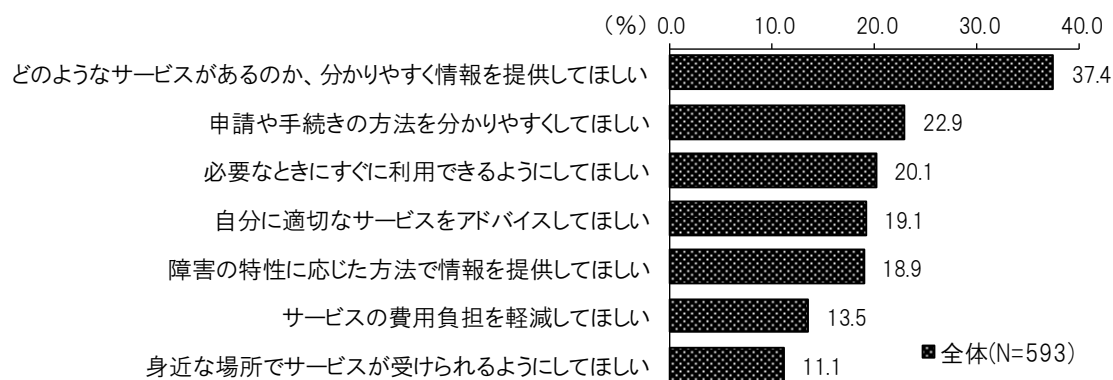 (%) 0.0 10.0 20.0 30.0 40.0
どのようなサービスがあるのか、分かりやすく情報を提供してほしい 37.4
申請や手続きの方法を分かりやすくしてほしい 22.9
必要なときにすぐに利用できるようにしてほしい 20.1
自分に適切なサービスをアドバイスしてほしい 19.1
障害の特性に応じた方法で情報を提供してほしい 18.9
サービスの費用負担を軽減してほしい 13.5
身近な場所でサービスが受けられるようにしてほしい 11.1
全体(N=593)